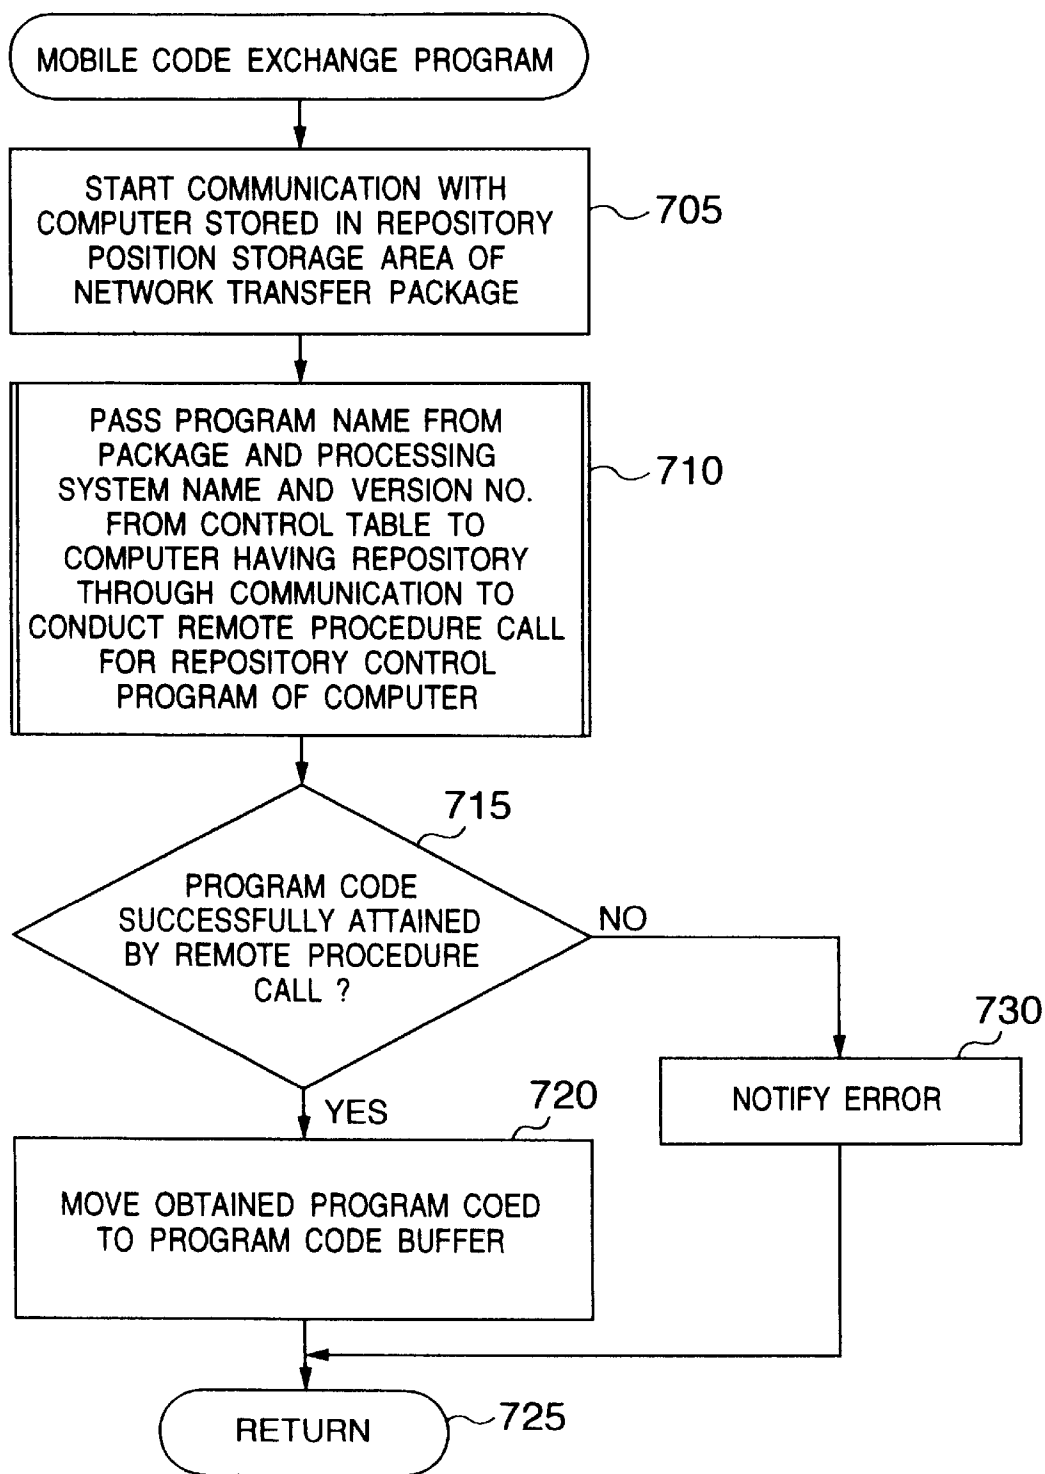 MOBILE CODE EXCHANGE PROGRAM
START COMMUNICATION WITH
COMPUTER STORED IN REPOSITORY
POSITION STORAGE AREA OF
NETWORK TRANSFER PACKAGE
705
PASS PROGRAM NAME FROM
PACKAGE AND PROCESSING
SYSTEM NAME AND VERSION NO.
FROM CONTROL TABLE TO
COMPUTER HAVING REPOSITORY
THROUGH COMMUNICATION TO
CONDUCT REMOTE PROCEDURE CALL
FOR REPOSITORY CONTROL
PROGRAM OF COMPUTER
710
715
PROGRAM CODE
SUCCESSFULLY ATTAINED
BY REMOTE PROCEDURE
CALL ?
NO
730
NOTIFY ERROR
YES
720
MOVE OBTAINED PROGRAM COED
TO PROGRAM CODE BUFFER
RETURN
725